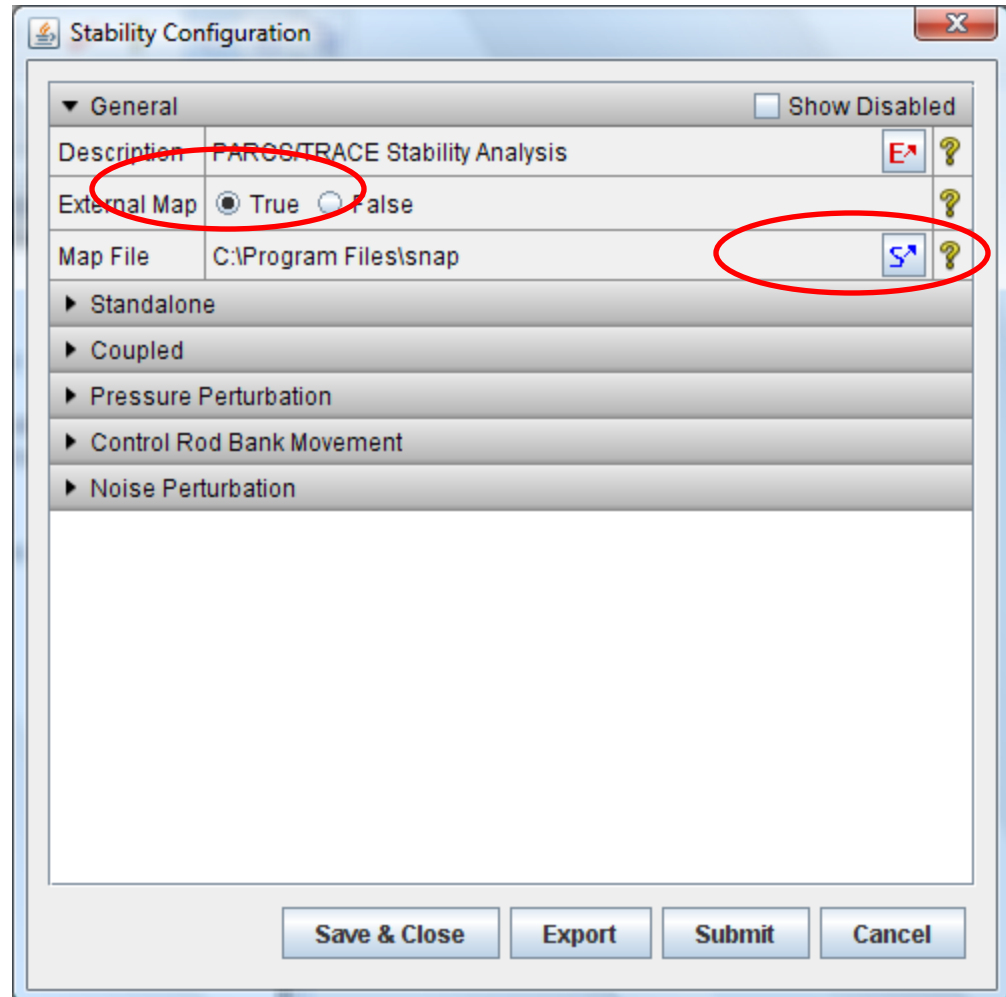 Stability Configuration
General Show Disabled
Description PARCS/TRACE Stability Analysis E
External Map True False
Map File C:\Program Files\snap S
Standalone
Coupled
Pressure Perturbation
Control Rod Bank Movement
Noise Perturbation
Save & Close Export Submit Cancel